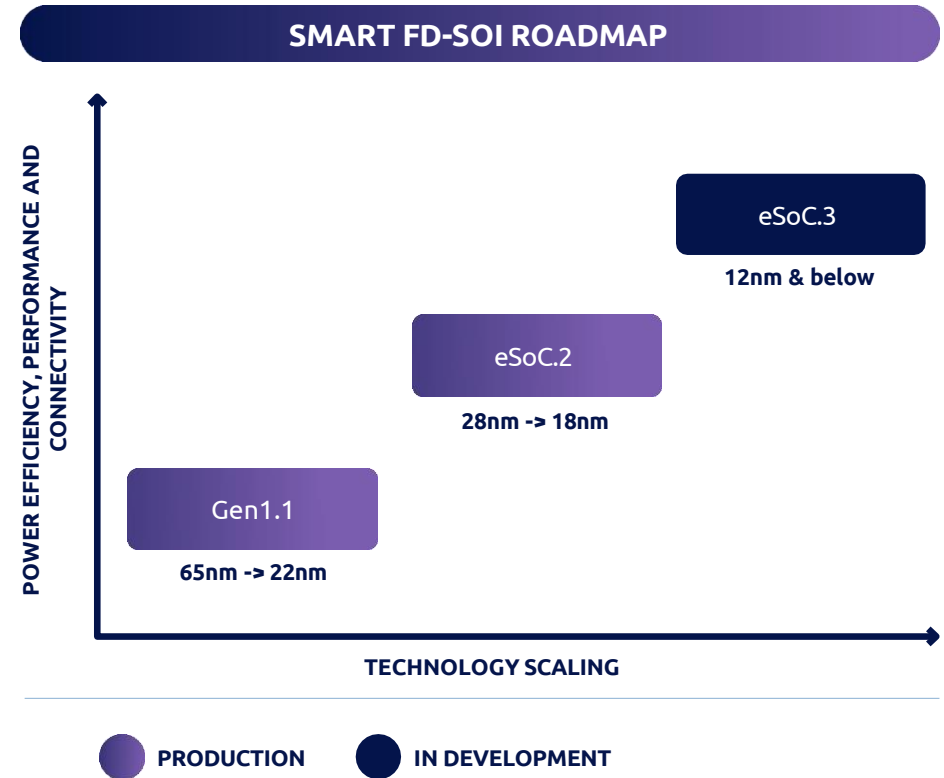 SMART FD-SOI ROADMAP
POWER EFFICIENCY, PERFORMANCE AND
CONNECTIVITY
eSoC.3
12nm & below
eSoC.2
28nm -> 18nm
Gen1.1
65nm -> 22nm
TECHNOLOGY SCALING
PRODUCTION
IN DEVELOPMENT